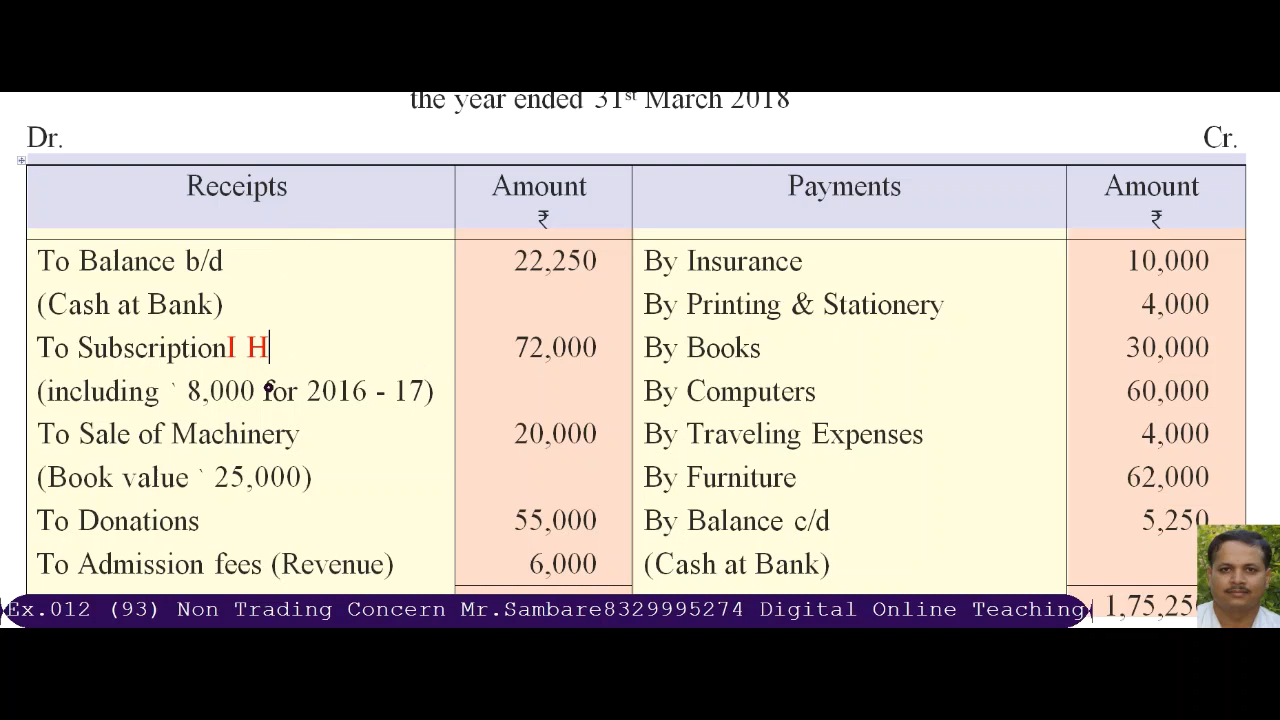 the year ended 31st March 2018
Dr. Cr.
Receipts Amount ₹ Payments Amount ₹
To Balance b/d 22,250 By Insurance 10,000
(Cash at Bank) By Printing & Stationery 4,000
To SubscriptionI H 72,000 By Books 30,000
(including ` 8,000 for 2016 - 17) By Computers 60,000
To Sale of Machinery 20,000 By Traveling Expenses 4,000
(Book value ` 25,000) By Furniture 62,000
To Donations 55,000 By Balance c/d 5,250
To Admission fees (Revenue) 6,000 (Cash at Bank)
Ex.012 (93) Non Trading Concern Mr.Sambare8329995274 Digital Online Teaching 1,75,25